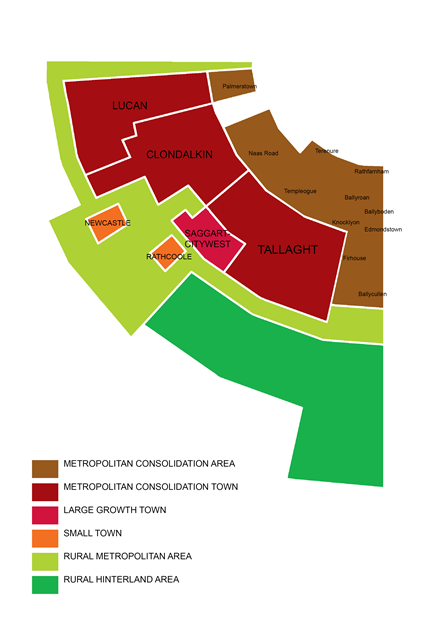 Palmerstown
LUCAN
Terenure
CLONDALKIN
Naas Road
Rathfarnham
Templeogue
Ballyroan
Ballyboden
NEWCASTLE
Knocklyon
Edmondstown
SAGGART-
CITYWEST
TALLAGHT
RATHCOOLE
Firhouse
Ballycullen
METROPOLITAN CONSOLIDATION AREA
METROPOLITAN CONSOLIDATION TOWN
LARGE GROWTH TOWN
SMALL TOWN
RURAL METROPOLITAN AREA
RURAL HINTERLAND AREA